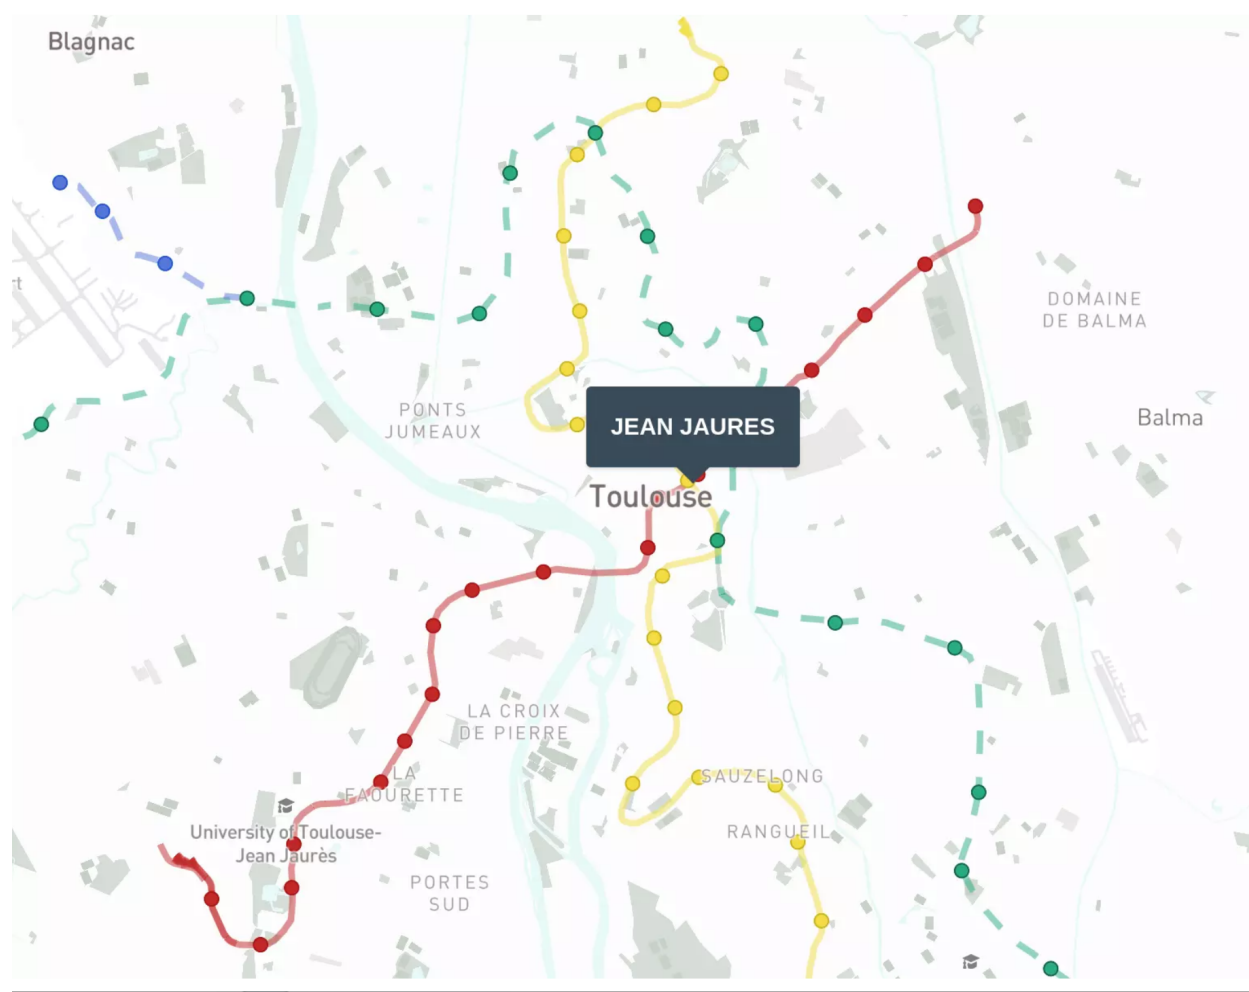 Blagnac
rt
DOMAINE
DE BALMA
PONTS
JUMEAUX
JEAN JAURES
Balma
Toulouse
LA CROIX
DE PIERRE
LA
FAOURETTE
SAUZELONG
University of Toulouse-
Jean Jaurès
RANGUEIL
PORTES
SUD